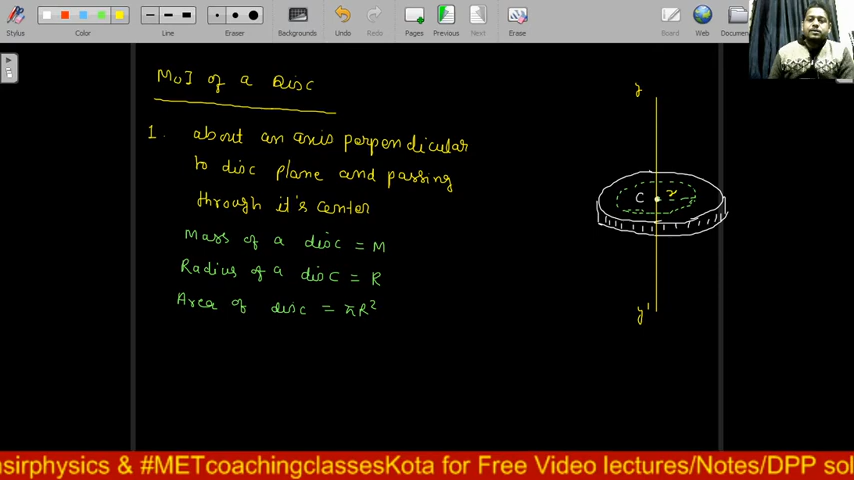 Stylus
Color
Line
Eraser
Backgrounds
Undo
Redo
Pages
Previous
Next
Erase
Board
Web
Documen
MOI of a Disc
1. about an axis perpendicular
to disc plane and passing
through it's center
Mass of a disc = M
Radius of a disc = R
Area of disc = πR²
y
C
r
y'
sirphysics & #METcoachingclassesKota for Free Video lectures/Notes/DPP sol